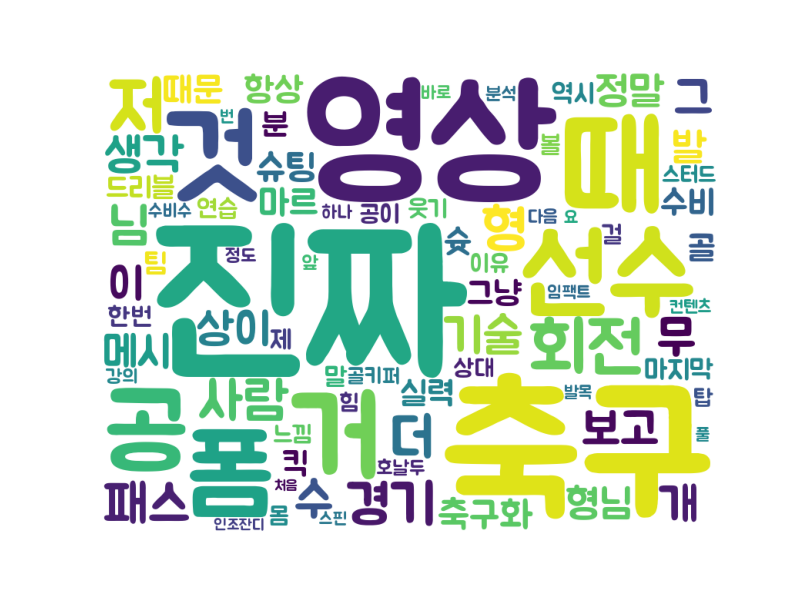 저 때문 항상 영상 바로 분석 역시 정말 그
번 분 것 때 볼 발
생각 슈팅 스터드
드리블 마르 수비
님 수비수 연습 하나 공이 웃기 형 다음 요 걸
진짜 정도 앞 슛 선수 골
팀 이유
이 그냥 임팩트
한번 상이 제 기술 회전 무 컨텐츠
메시 마지막
강의 말 골키퍼 상대
공 사람 힘 실력 축구 발목 탑
폼 느낌 거 더 보고 풀
킥 호날두
패스 처음 수 경기 축구화 형님 개
인조잔디 몸 스핀